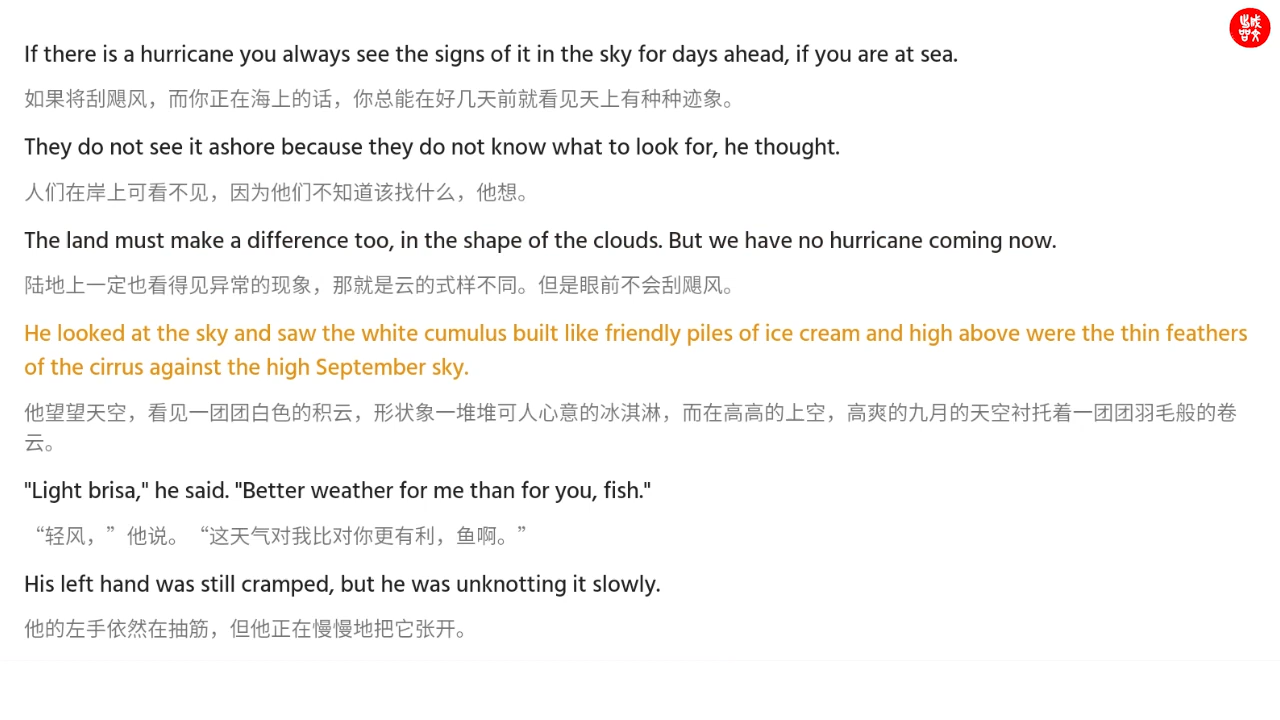 If there is a hurricane you always see the signs of it in the sky for days ahead, if you are at sea.
如果将刮飓风，而你正在海上的话，你总能在好几天前就看见天上有种种迹象。
They do not see it ashore because they do not know what to look for, he thought.
人们在岸上可看不见，因为他们不知道该找什么，他想。
The land must make a difference too, in the shape of the clouds. But we have no hurricane coming now.
陆地上一定也看得见异常的现象，那就是云的式样不同。但是眼前不会刮飓风。
He looked at the sky and saw the white cumulus built like friendly piles of ice cream and high above were the thin feathers
of the cirrus against the high September sky.
他望望天空，看见一团团白色的积云，形状象一堆堆可人心意的冰淇淋，而在高高的上空，高爽的九月的天空衬托着一团团羽毛般的卷
云。
"Light brisa," he said. "Better weather for me than for you, fish."
“轻风，”他说。“这天气对我比对你更有利，鱼啊。”
His left hand was still cramped, but he was unknotting it slowly.
他的左手依然在抽筋，但他正在慢慢地把它张开。